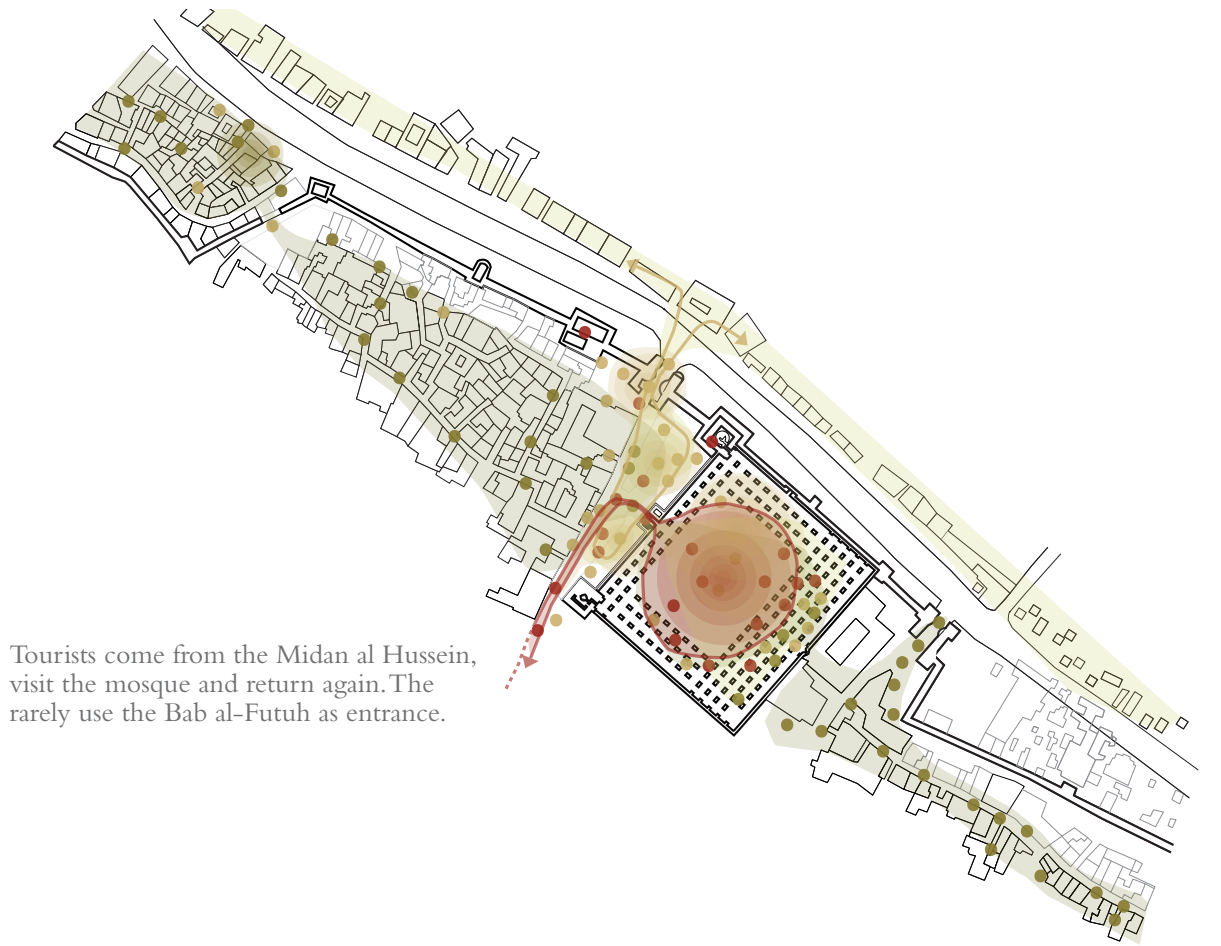 Tourists come from the Midan al Hussein,
visit the mosque and return again. The
rarely use the Bab al-Futuh as entrance.